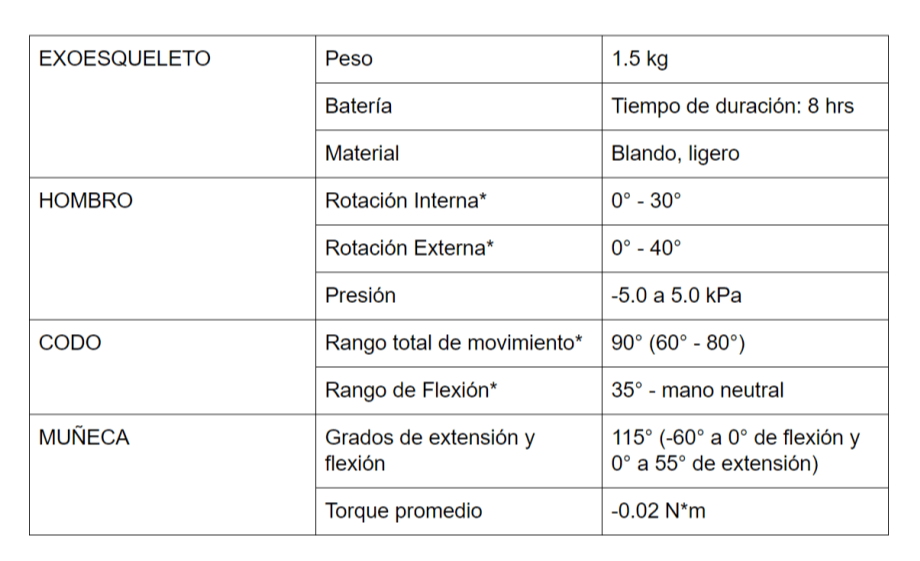 EXOESQUELETO
Peso
1.5 kg
Batería
Tiempo de duración: 8 hrs
Material
Blando, ligero
HOMBRO
Rotación Interna*
0° - 30°
Rotación Externa*
0° - 40°
Presión
-5.0 a 5.0 kPa
CODO
Rango total de movimiento*
90° (60° - 80°)
Rango de Flexión*
35° - mano neutral
MUÑECA
Grados de extensión y
flexión
115° (-60° a 0° de flexión y
0° a 55° de extensión)
Torque promedio
-0.02 N*m